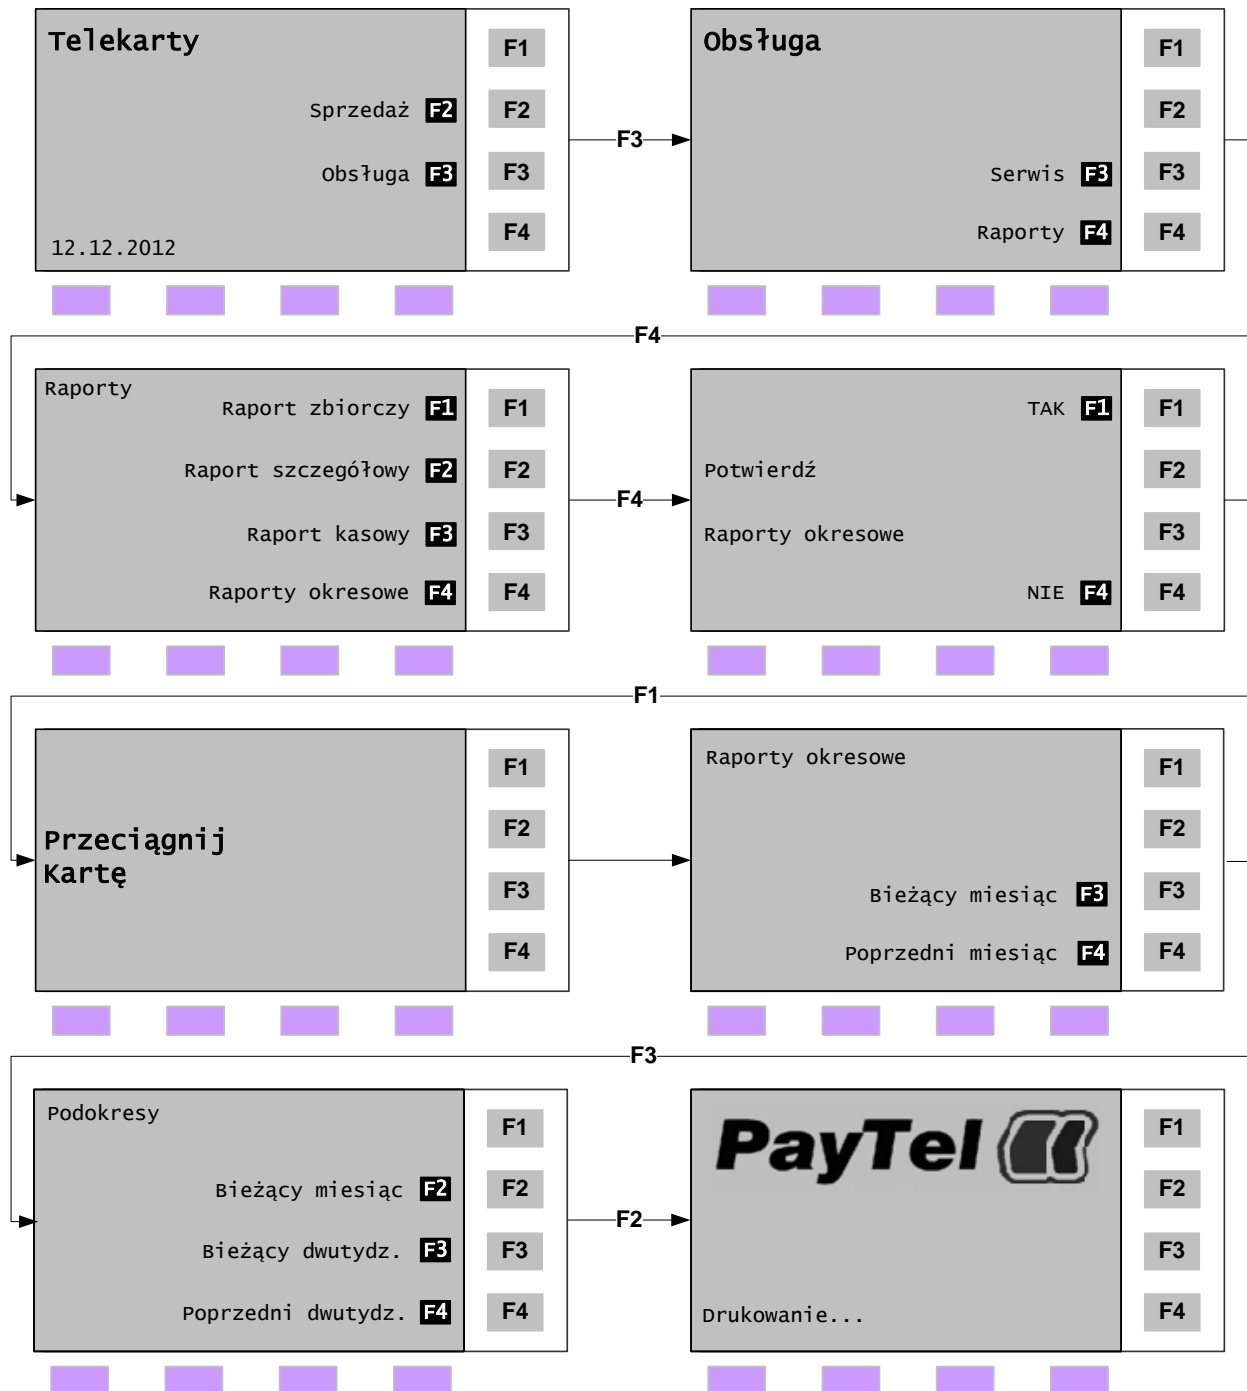 Telekarty
F1
Sprzedaż F2
F2
Obsługa F3
F3
12.12.2012
F4
F3
Obsługa
F1
F2
Serwis F3
F3
Raporty F4
F4
F4
Raporty
Raport zbiorczy F1
F1
Raport szczegółowy F2
F2
Raport kasowy F3
F3
Raporty okresowe F4
F4
F4
TAK F1
F1
Potwierdź
F2
Raporty okresowe
F3
NIE F4
F4
F1
Przeciągnij
Kartę
F1
F2
F3
F4
Raporty okresowe
F1
F2
Bieżący miesiąc F3
F3
Poprzedni miesiąc F4
F4
F3
Podokresy
F1
Bieżący miesiąc F2
F2
Bieżący dwutydz. F3
F3
Poprzedni dwutydz. F4
F4
F2
PayTel
F1
F2
F3
Drukowanie...
F4